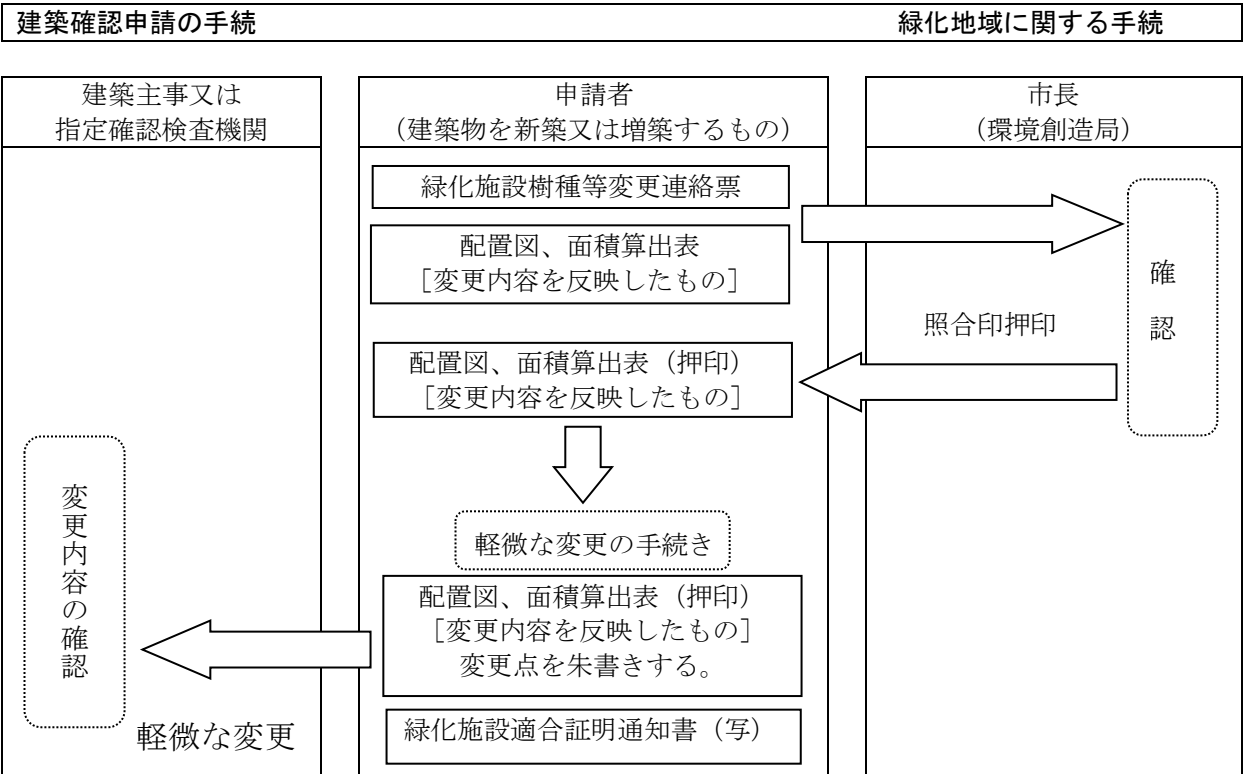 建築確認申請の手続
緑化地域に関する手続
建築主事又は
指定確認検査機関
申請者
（建築物を新築又は増築するもの）
市長
（環境創造局）
緑化施設樹種等変更連絡票
配置図、面積算出表
［変更内容を反映したもの］
確認
照合印押印
配置図、面積算出表（押印）
［変更内容を反映したもの］
軽微な変更の手続き
配置図、面積算出表（押印）
［変更内容を反映したもの］
変更点を朱書きする。
変更内容の確認
軽微な変更
緑化施設適合証明通知書（写）